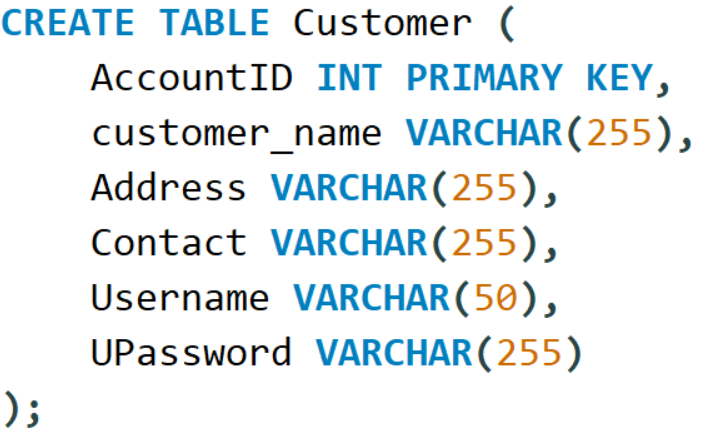 CREATE TABLE Customer (
    AccountID INT PRIMARY KEY,
    customer_name VARCHAR(255),
    Address VARCHAR(255),
    Contact VARCHAR(255),
    Username VARCHAR(50),
    UPassword VARCHAR(255)
);